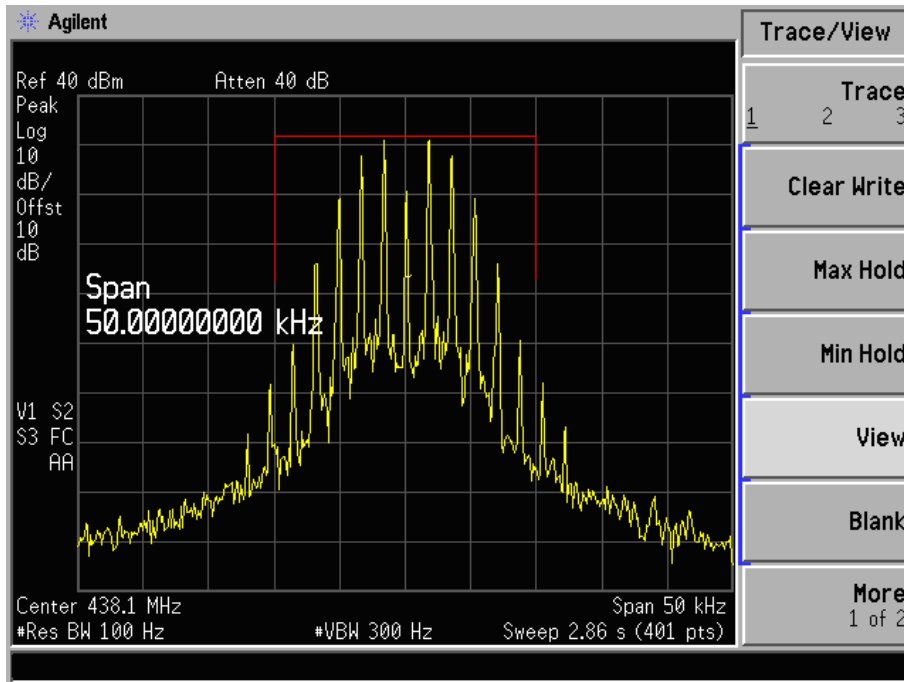 Agilent
Trace/View
Ref 40 dBm Atten 40 dB
Peak
Log
10
dB/
Offst
10
dB
Span
50.00000000 kHz
V1 S2
S3 FC
AA
Center 438.1 MHz Span 50 kHz
#Res BW 100 Hz #VBW 300 Hz Sweep 2.86 s (401 pts)
Trace
1 2 3
Clear Write
Max Hold
Min Hold
View
Blank
More
1 of 2